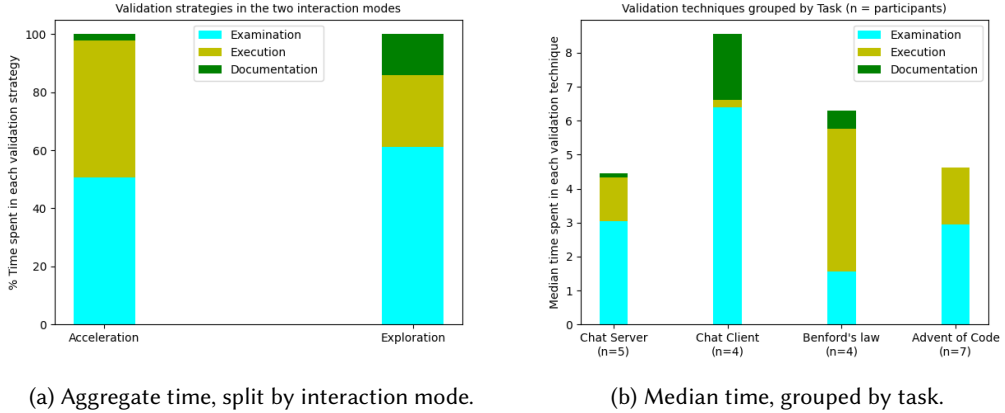 Validation strategies in the two interaction modes
% Time spent in each validation strategy
100
80
60
40
20
0
Examination
Execution
Documentation
Acceleration
Exploration
(a) Aggregate time, split by interaction mode.
Validation techniques grouped by Task (n = participants)
Median time spent in each validation technique
8
7
6
5
4
3
2
1
0
Examination
Execution
Documentation
Chat Server
(n=5)
Chat Client
(n=4)
Benford's law
(n=4)
Advent of Code
(n=7)
(b) Median time, grouped by task.